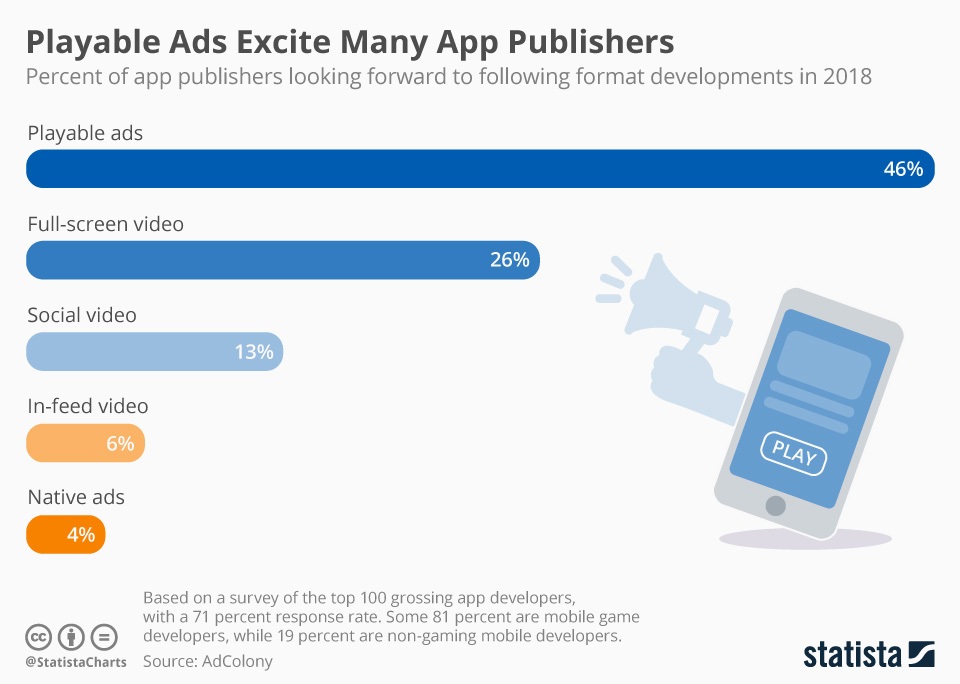 Playable Ads Excite Many App Publishers
Percent of app publishers looking forward to following format developments in 2018
Playable ads
46%
Full-screen video
26%
Social video
13%
In-feed video
6%
Native ads
4%
PLAY
Based on a survey of the top 100 grossing app developers,
with a 71 percent response rate. Some 81 percent are mobile game
developers, while 19 percent are non-gaming mobile developers.
cc
@StatistaCharts
Source: AdColony
statista